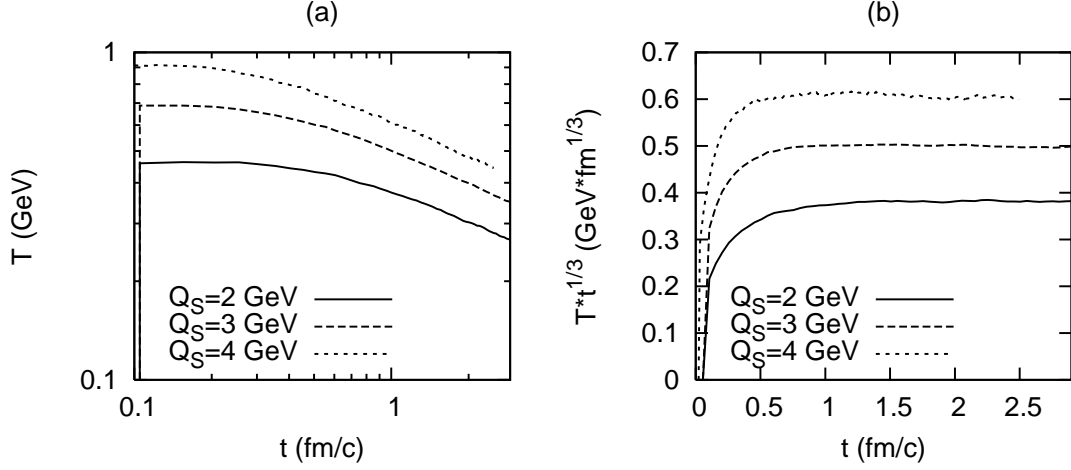 (a)
1
0.1
0.1
1
T (GeV)
t (fm/c)
Q_S=2 GeV
Q_S=3 GeV
Q_S=4 GeV
(b)
0.7
0.6
0.5
0.4
0.3
0.2
0.1
0
0 0.5 1 1.5 2 2.5
T*t^1/3 (GeV*fm^1/3)
t (fm/c)
Q_S=2 GeV
Q_S=3 GeV
Q_S=4 GeV